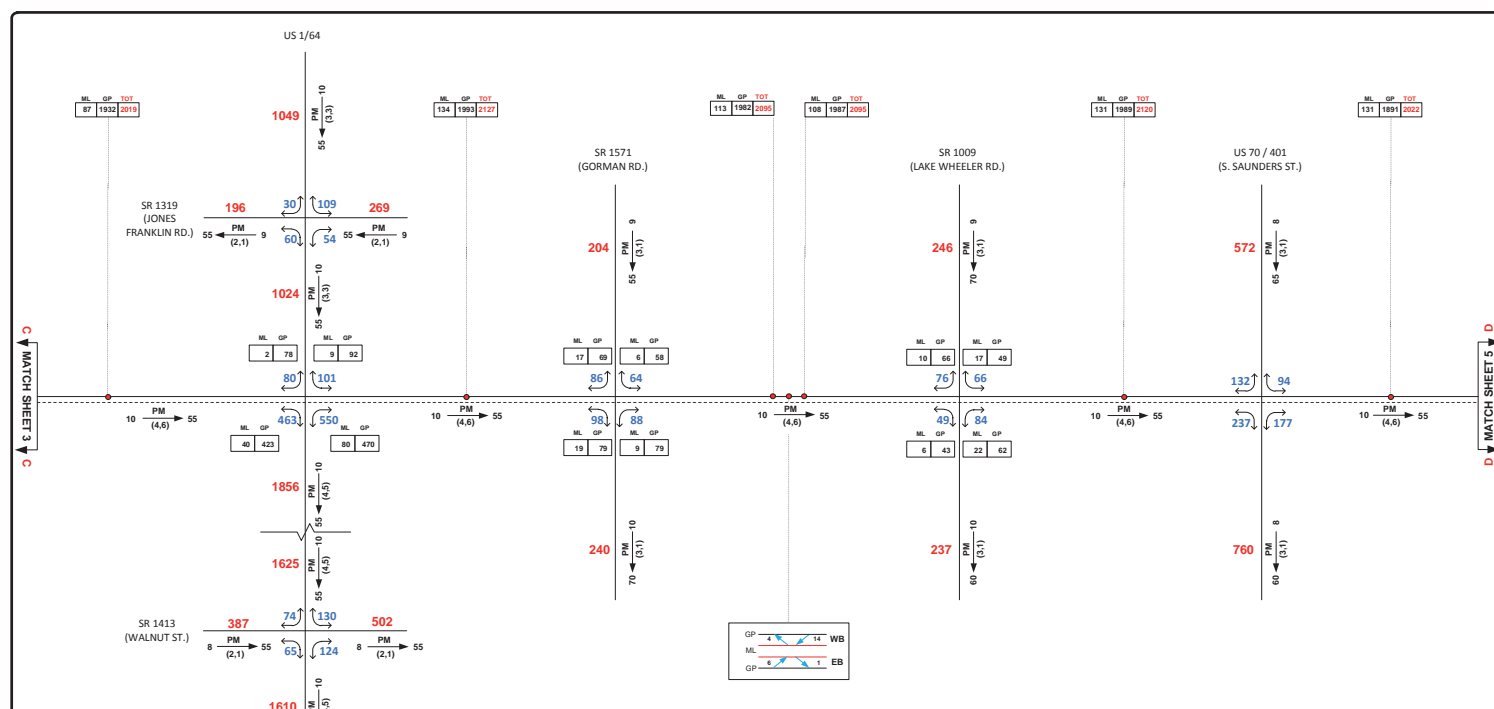 US 1/64
ML GP TOT
87 1932 2019
ML GP TOT
134 1993 2127
ML GP TOT
113 1982 2095
ML GP TOT
108 1987 2095
ML GP TOT
131 1989 2120
ML GP TOT
131 1891 2022
1049
10
PM
(3,3)
55
SR 1571
(GORMAN RD.)
SR 1009
(LAKE WHEELER RD.)
US 70 / 401
(S. SAUNDERS ST.)
SR 1319
(JONES
FRANKLIN RD.)
196
30
109
269
55 PM 9
(2,1)
60
54
55 PM 9
(2,1)
204
9
PM
(3,1)
55
246
9
PM
(3,1)
70
572
8
PM
(3,1)
65
1024
10
PM
(3,3)
55
C
MATCH SHEET 3
C
D
MATCH SHEET 5
D
ML GP
2 78
ML GP
9 92
80
101
463
550
ML GP
40 423
ML GP
80 470
ML GP
17 69
ML GP
6 58
86
64
98
88
ML GP
19 79
ML GP
9 79
ML GP
10 66
ML GP
17 49
76
66
49
84
ML GP
6 43
ML GP
22 62
132
94
237
177
10 PM 55
(4,6)
10 PM 55
(4,6)
10 PM 55
(4,6)
10 PM 55
(4,6)
10 PM 55
(4,6)
1856
10
PM
(4,5)
55
1625
10
PM
(4,5)
55
240
10
PM
(3,1)
70
237
10
PM
(3,1)
60
760
8
PM
(3,1)
60
SR 1413
(WALNUT ST.)
387
74
130
502
8 PM 55
(2,1)
65
124
8 PM 55
(2,1)
GP 4 14 WB
ML
GP 6 1 EB
1610
10